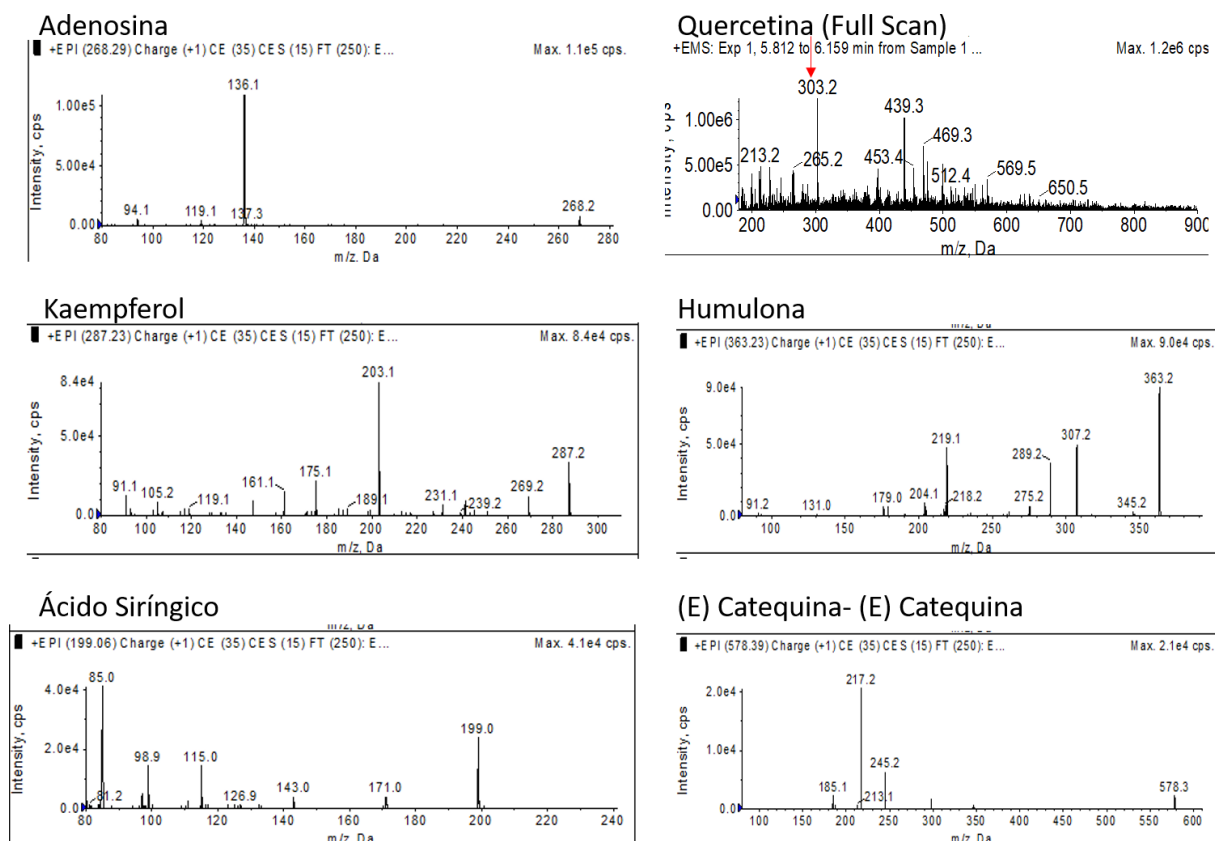 Adenosina
+EPI (268.29) Charge (+1) CE (35) CES (15) FT (250): E... Max. 1.1e5 cps.
Intensity, cps
1.00e5
5.00e4
0.00
136.1
94.1
119.1
137.3
268.2
80 100 120 140 160 180 200 220 240 260 280
m/z, Da
Quercetina (Full Scan)
+EMS: Exp 1, 5.812 to 6.159 min from Sample 1 ... Max. 1.2e6 cps
Intensity, cps
1.00e6
5.00e5
0.00
213.2
265.2
303.2
453.4
439.3
469.3
512.4
569.5
650.5
200 300 400 500 600 700 800 900
m/z, Da
Kaempferol
+EPI (287.23) Charge (+1) CE (35) CES (15) FT (250): E... Max. 8.4e4 cps.
Intensity, cps
8.4e4
5.0e4
0.0
91.1
105.2
119.1
161.1
175.1
189.1
203.1
231.1
239.2
269.2
287.2
80 100 120 140 160 180 200 220 240 260 280 300
m/z, Da
Humulona
+EPI (363.23) Charge (+1) CE (35) CES (15) FT (250): E... Max. 9.0e4 cps.
Intensity, cps
9.0e4
5.0e4
0.0
91.2
131.0
179.0
204.1
219.1
218.2
275.2
289.2
307.2
345.2
363.2
100 150 200 250 300 350
m/z, Da
Ácido Siríngico
+EPI (199.06) Charge (+1) CE (35) CES (15) FT (250): E... Max. 4.1e4 cps.
Intensity, cps
4.0e4
2.0e4
0.0
81.2
85.0
98.9
115.0
126.9
143.0
171.0
199.0
80 100 120 140 160 180 200 220 240
m/z, Da
(E) Catequina- (E) Catequina
+EPI (578.39) Charge (+1) CE (35) CES (15) FT (250): E... Max. 2.1e4 cps.
Intensity, cps
2.0e4
1.0e4
0.0
185.1
213.1
217.2
245.2
578.3
100 150 200 250 300 350 400 450 500 550 600
m/z, Da